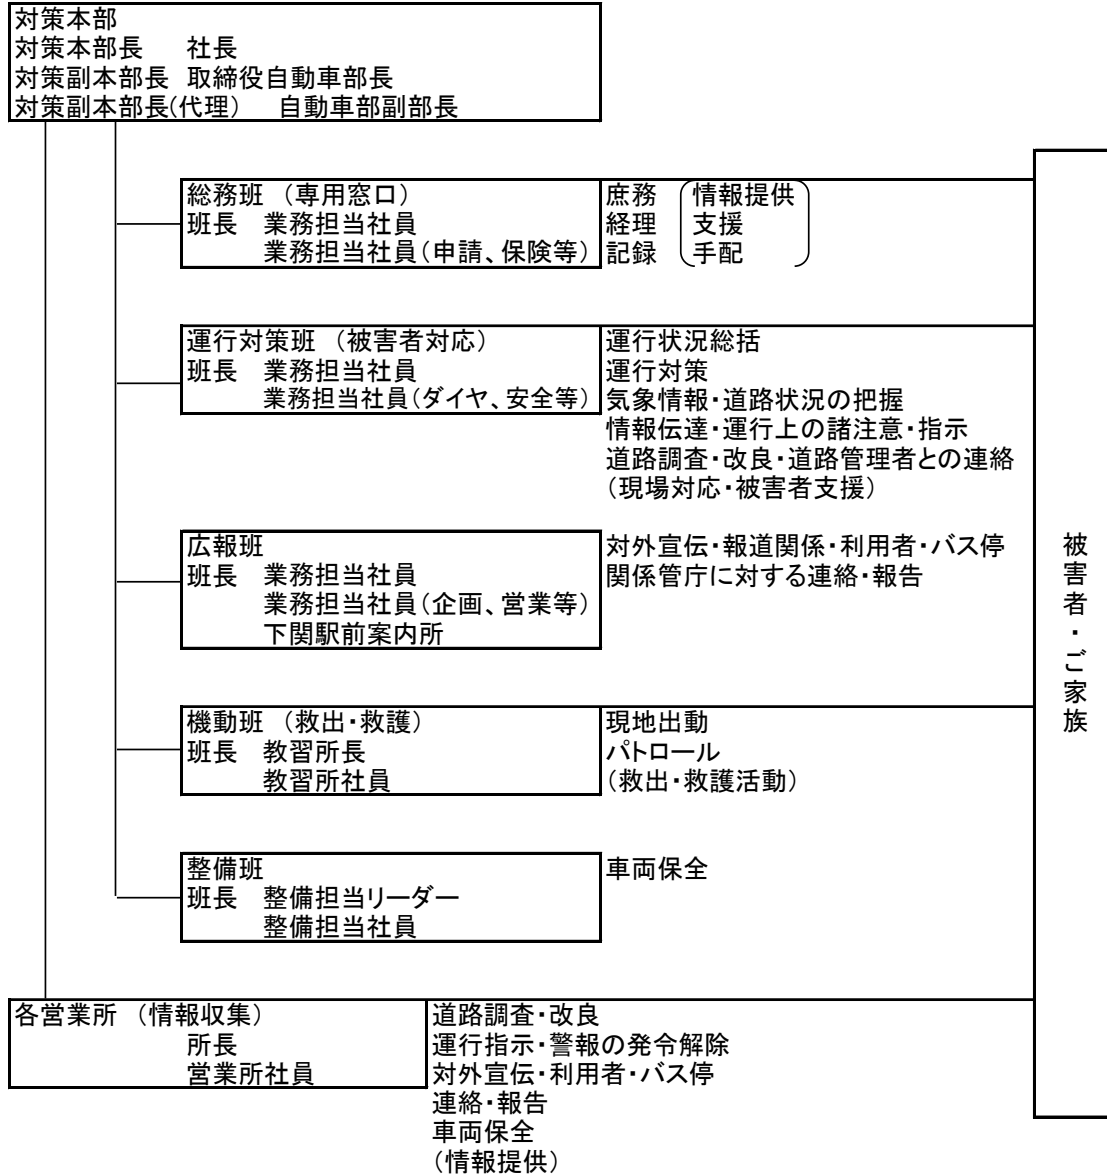 対策本部
対策本部長　社長
対策副本部長　取締役自動車部長
対策副本部長(代理)　自動車部副部長
総務班　（専用窓口）　庶務　情報提供
班長　業務担当社員　経理　支援
業務担当社員(申請、保険等)　記録　手配
運行対策班　（被害者対応）　運行状況総括
班長　業務担当社員　運行対策
業務担当社員(ダイヤ、安全等)　気象情報・道路状況の把握
情報伝達・運行上の諸注意・指示
道路調査・改良・道路管理者との連絡
（現場対応・被害者支援）
広報班　対外宣伝・報道関係・利用者・バス停
班長　業務担当社員　関係管庁に対する連絡・報告
業務担当社員(企画、営業等)
下関駅前案内所
機動班　（救出・救護）　現地出動
班長　教習所長　パトロール
教習所社員　（救出・救護活動）
整備班　車両保全
班長　整備担当リーダー
整備担当社員
各営業所　（情報収集）　道路調査・改良
所長　運行指示・警報の発令解除
営業所社員　対外宣伝・利用者・バス停
連絡・報告
車両保全
（情報提供）
被害者・ご家族